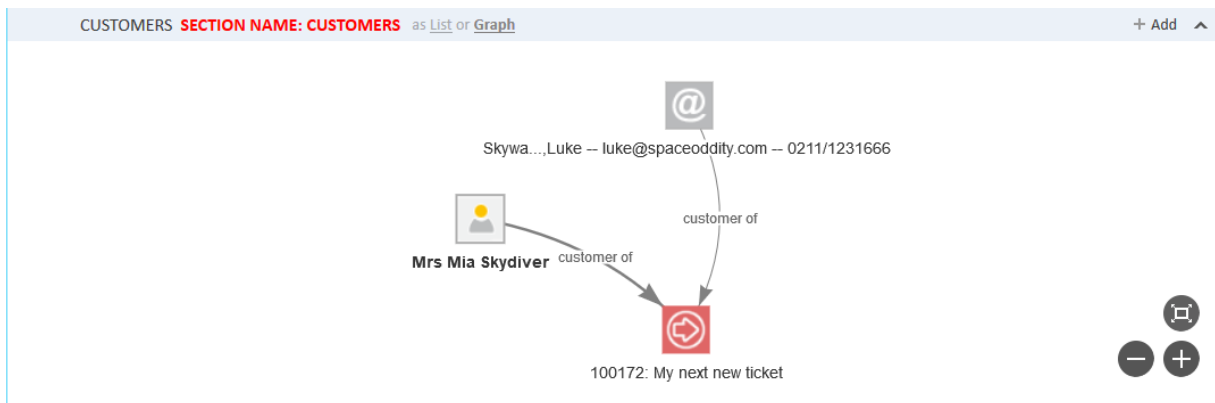 CUSTOMERS SECTION NAME: CUSTOMERS as List or Graph + Add
@
Skywa...,Luke -- luke@spaceoddity.com -- 0211/1231666
customer of
Mrs Mia Skydiver customer of
100172: My next new ticket